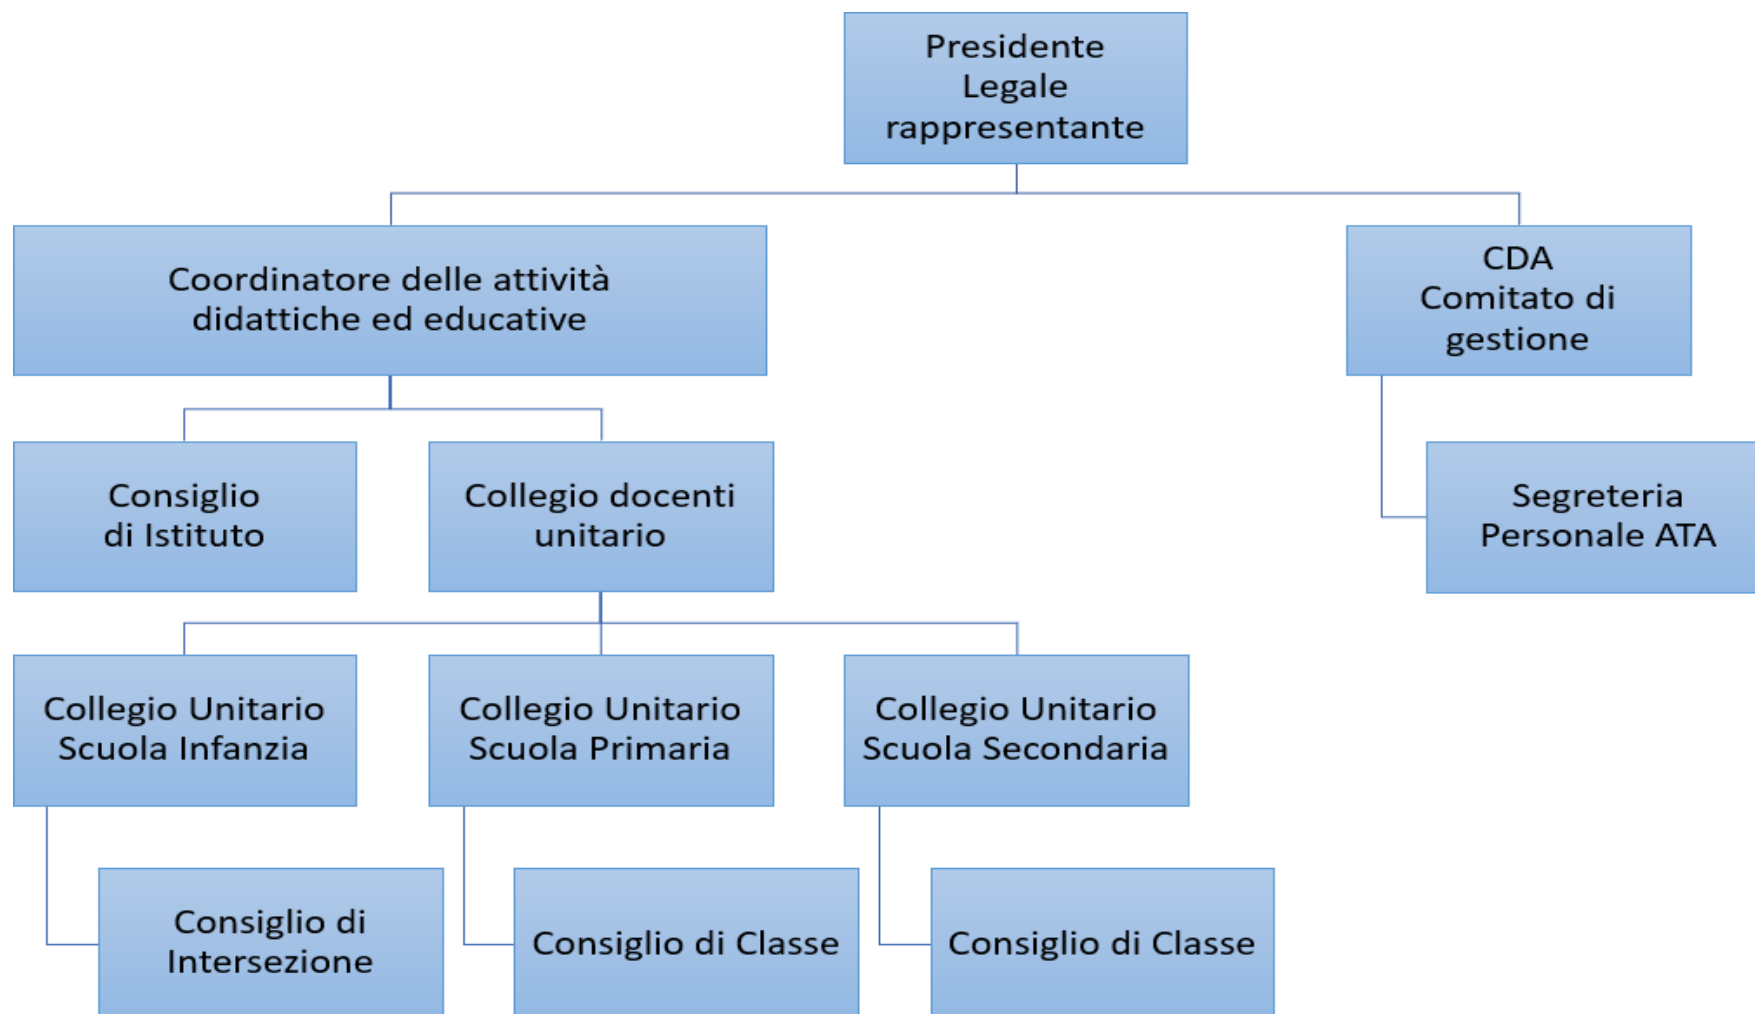 Presidente
Legale
rappresentante
Coordinatore delle attività
didattiche ed educative
CDA
Comitato di
gestione
Consiglio
di Istituto
Collegio docenti
unitario
Segreteria
Personale ATA
Collegio Unitario
Scuola Infanzia
Collegio Unitario
Scuola Primaria
Collegio Unitario
Scuola Secondaria
Consiglio di
Intersezione
Consiglio di Classe
Consiglio di Classe